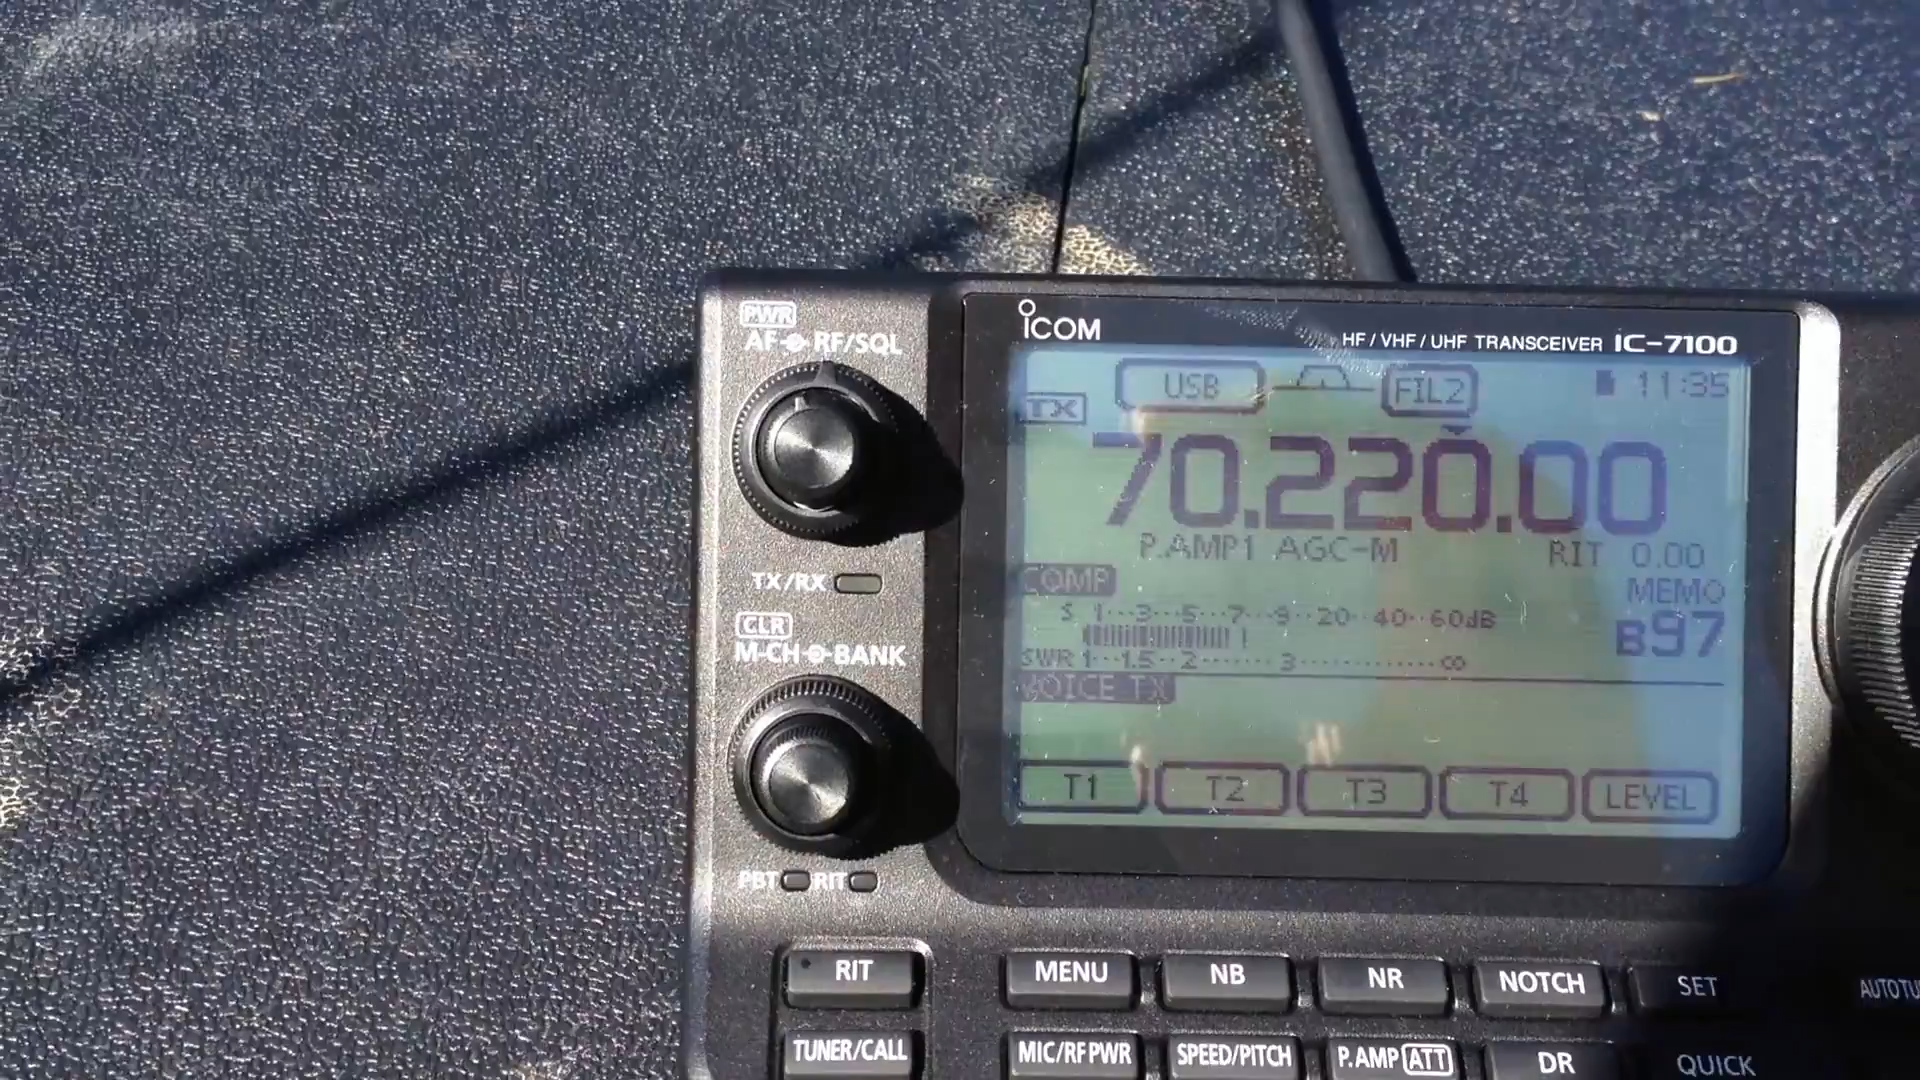 PWR
AF RF/SQL
ICOM
HF / VHF / UHF TRANSCEIVER IC-7100
USB FIL2 11:35
TX
70.220.00
P.AMP1 AGC-M RIT 0.00
TX/RX
COMP MEMO
S 1···3···5···7···9··20··40··60dB
B97
CLR
M-CH BANK
SWR 1···1.5··2·······3·············∞
VOICE TX
T1 T2 T3 T4 LEVEL
PBT RIT
RIT MENU NB NR NOTCH SET
TUNER/CALL MIC/RF PWR SPEED/PITCH P.AMP ATT DR QUICK